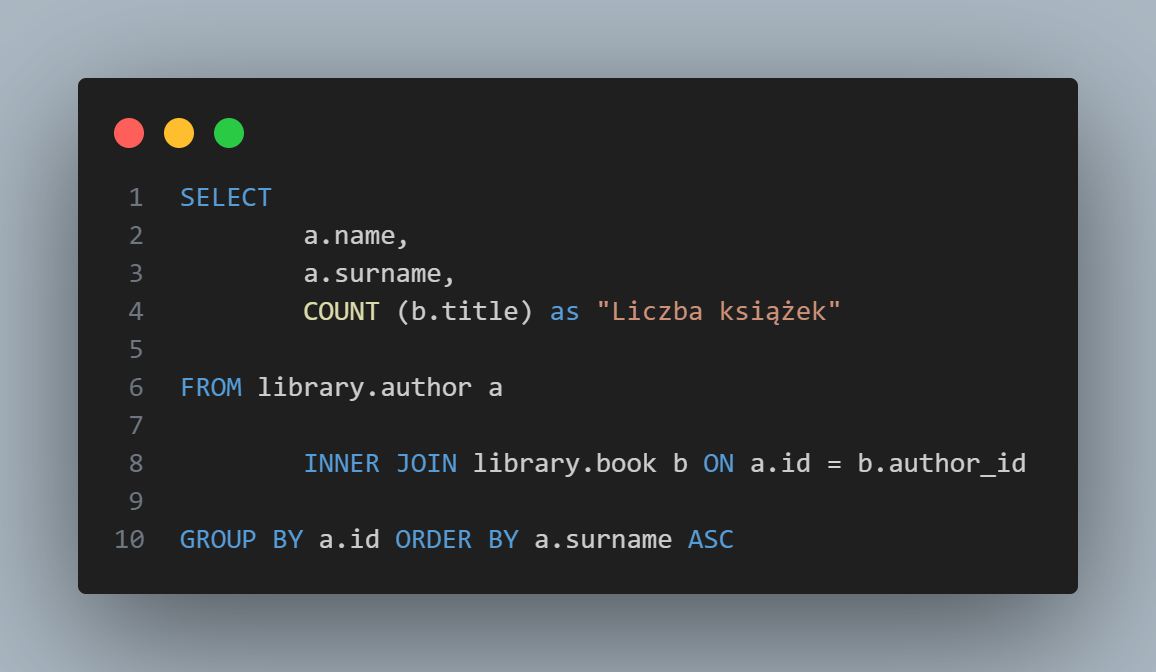 1 SELECT
2 a.name,
3 a.surname,
4 COUNT (b.title) as "Liczba książek"
5
6 FROM library.author a
7
8 INNER JOIN library.book b ON a.id = b.author_id
9
10 GROUP BY a.id ORDER BY a.surname ASC